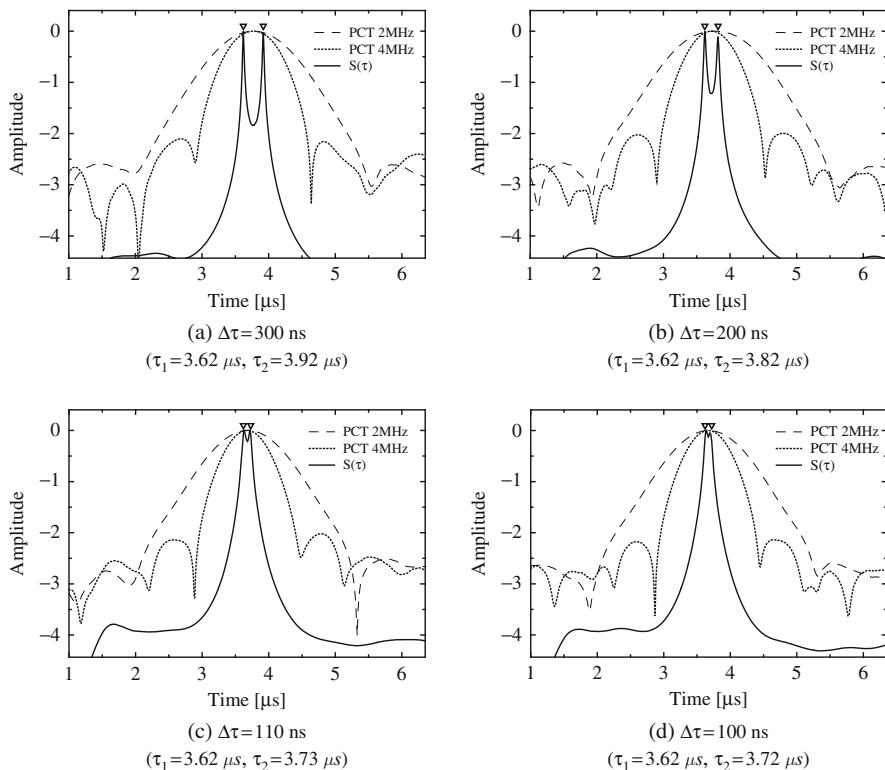 0
−1
−2
−3
−4
Amplitude
PCT 2MHz
PCT 4MHz
S(τ)
1 2 3 4 5 6
Time [μs]
(a) Δτ=300 ns
(τ1=3.62 μs, τ2=3.92 μs)
0
−1
−2
−3
−4
Amplitude
PCT 2MHz
PCT 4MHz
S(τ)
1 2 3 4 5 6
Time [μs]
(b) Δτ=200 ns
(τ1=3.62 μs, τ2=3.82 μs)
0
−1
−2
−3
−4
Amplitude
PCT 2MHz
PCT 4MHz
S(τ)
1 2 3 4 5 6
Time [μs]
(c) Δτ=110 ns
(τ1=3.62 μs, τ2=3.73 μs)
0
−1
−2
−3
−4
Amplitude
PCT 2MHz
PCT 4MHz
S(τ)
1 2 3 4 5 6
Time [μs]
(d) Δτ=100 ns
(τ1=3.62 μs, τ2=3.72 μs)